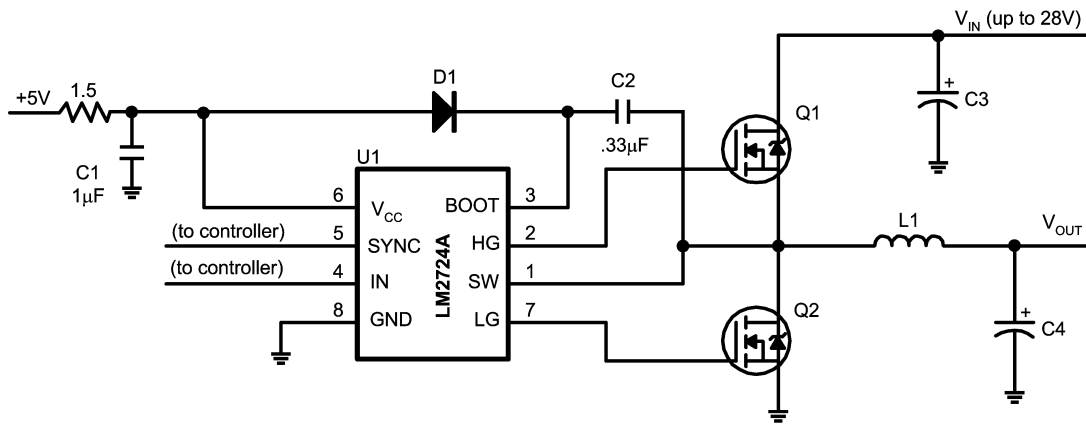 V_IN (up to 28V)
+5V
1.5
D1
C2
.33µF
C3
+
Q1
C1
1µF
U1
LM2724A
6
V_CC
BOOT
3
(to controller)
5
SYNC
HG
2
(to controller)
4
IN
SW
1
8
GND
LG
7
L1
V_OUT
Q2
+
C4